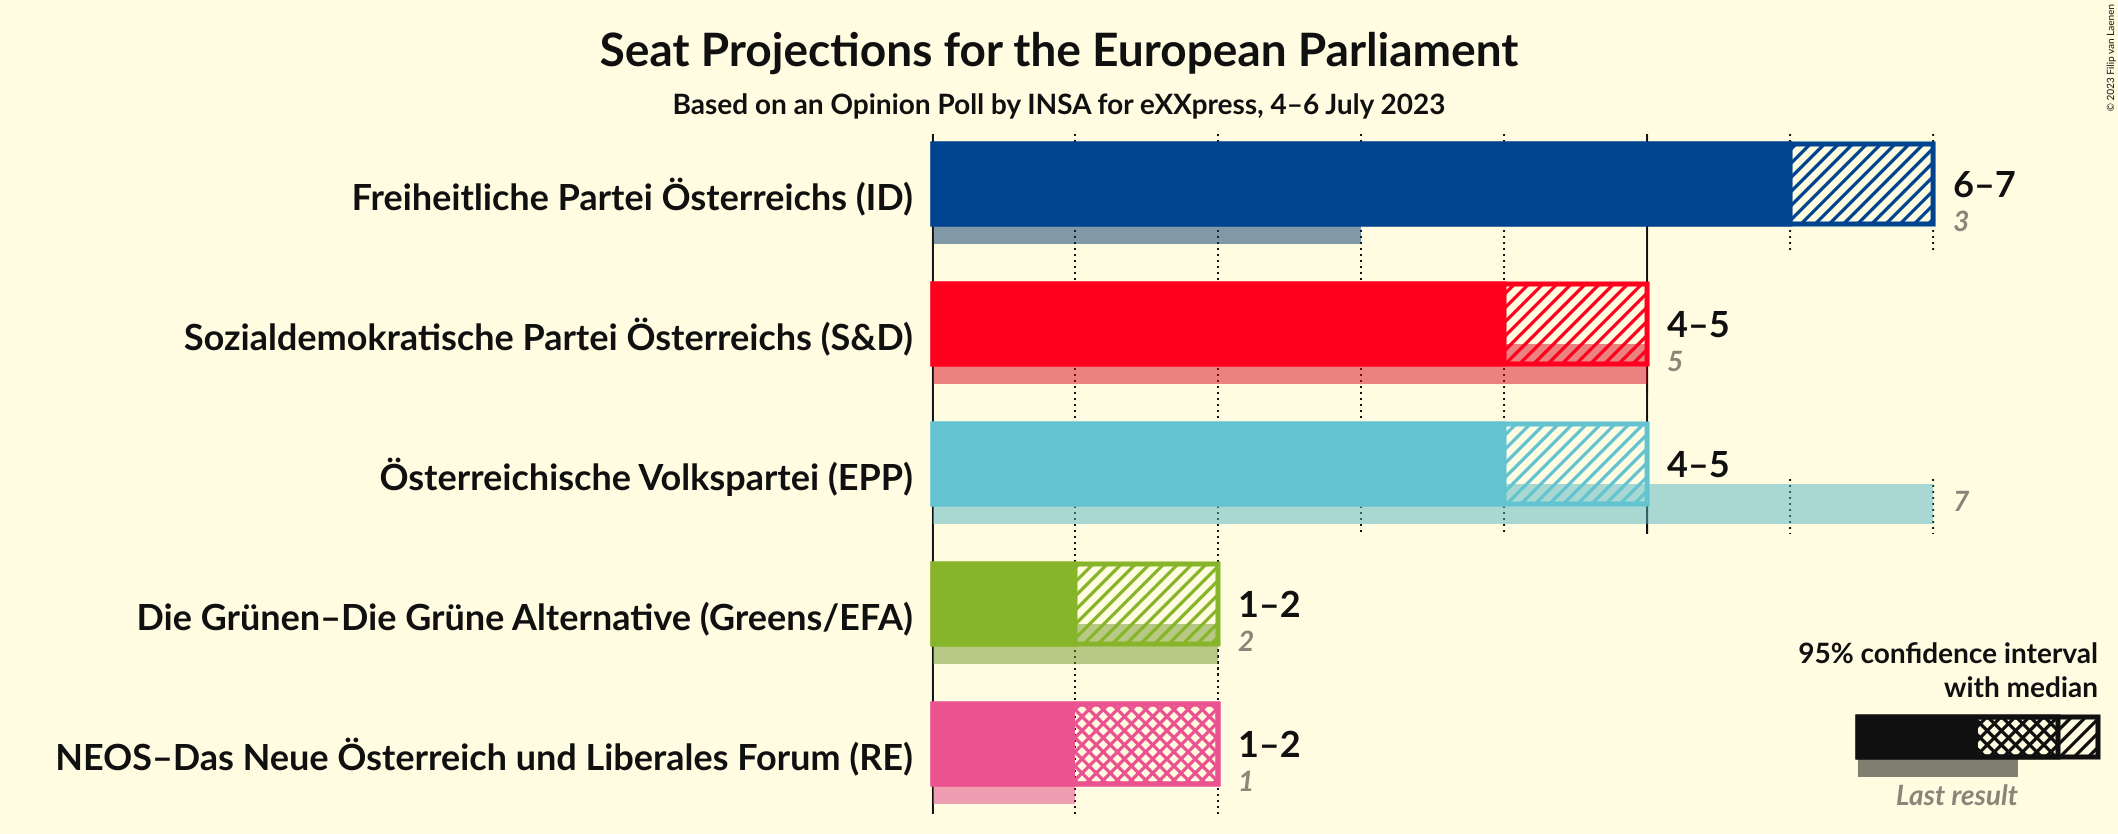 Seat Projections for the European Parliament
Based on an Opinion Poll by INSA for eXXpress, 4–6 July 2023
© 2023 Filip van Laenen
Freiheitliche Partei Österreichs (ID)
6–7
3
Sozialdemokratische Partei Österreichs (S&D)
4–5
5
Österreichische Volkspartei (EPP)
4–5
7
Die Grünen–Die Grüne Alternative (Greens/EFA)
1–2
2
NEOS–Das Neue Österreich und Liberales Forum (RE)
1–2
1
95% confidence interval
with median
Last result